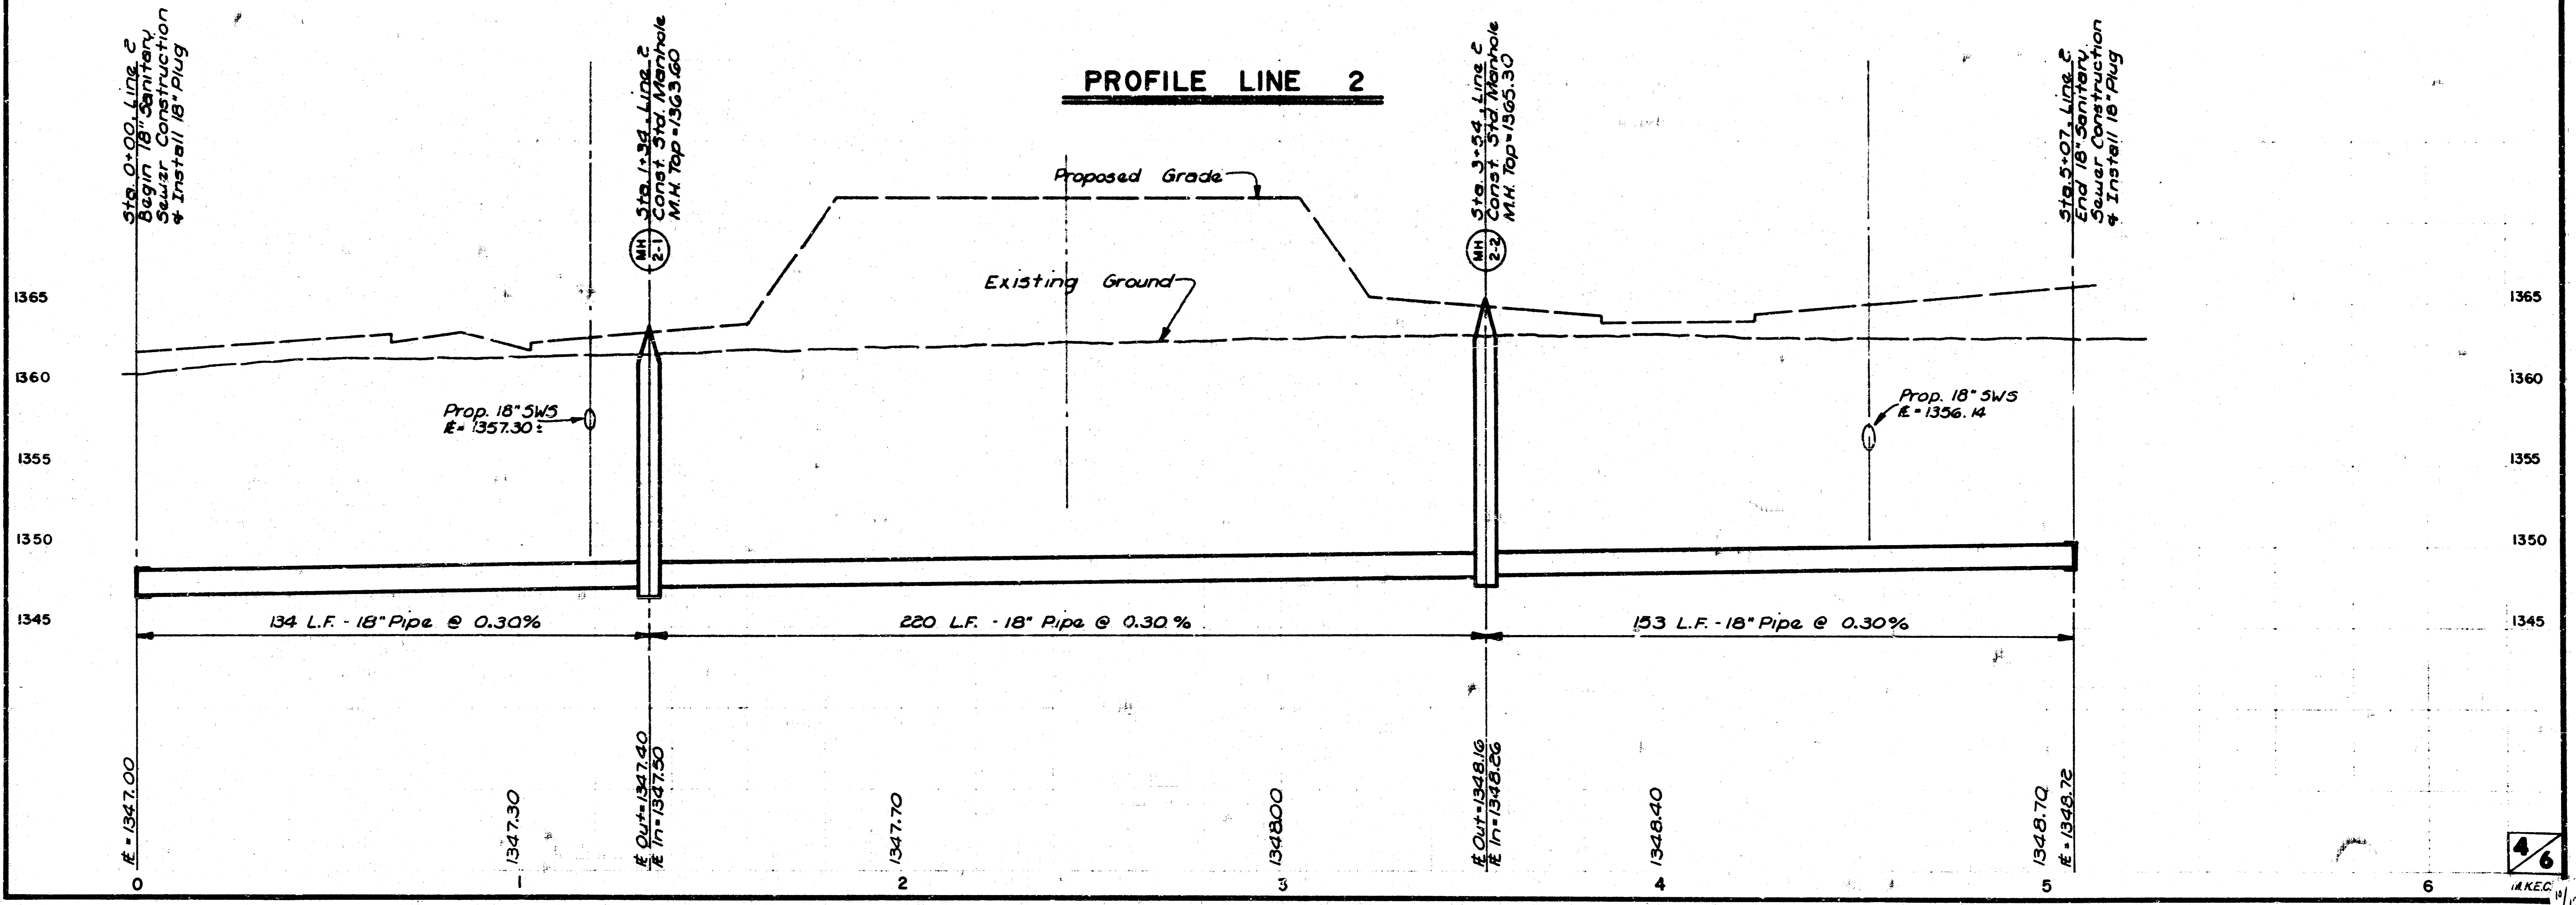 PROFILE LINE 2
Sta. 0+00, Line 2
Begin 18" Sanitary
Sewer Construction
& Install 18" Plug
Sta. 1+34, Line 2
Const. Std. Manhole
M.H. Top=1363.60
MH
2-1
Sta. 3+54, Line 2
Const. Std. Manhole
M.H. Top=1365.30
MH
2-2
Sta. 5+07, Line 2
End 18" Sanitary
Sewer Construction
& Install 18" Plug
Proposed Grade
Existing Ground
1365
1365
1360
1360
Prop. 18" SWS
IE = 1357.30±
Prop. 18" SWS
IE = 1356.14
1355
1355
1350
1350
1345
1345
134 L.F. - 18" Pipe @ 0.30%
220 L.F. - 18" Pipe @ 0.30%
153 L.F. - 18" Pipe @ 0.30%
IE = 1347.00
1347.30
IE Out=1347.40
IE In=1347.50
1347.70
1348.00
IE Out=1348.16
IE In=1348.26
1348.40
1348.70
IE = 1348.72
0
1
2
3
4
5
6
4/6
M.K.E.C.